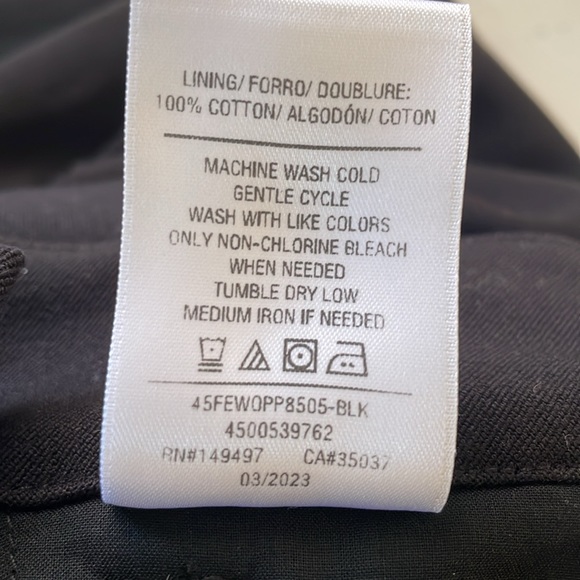 LINING/ FORRO/ DOUBLURE:
100% COTTON/ ALGODÓN/ COTON
MACHINE WASH COLD
GENTLE CYCLE
WASH WITH LIKE COLORS
ONLY NON-CHLORINE BLEACH
WHEN NEEDED
TUMBLE DRY LOW
MEDIUM IRON IF NEEDED
45FEWOPP8505-BLK
4500539762
RN#149497 CA#35037
03/2023